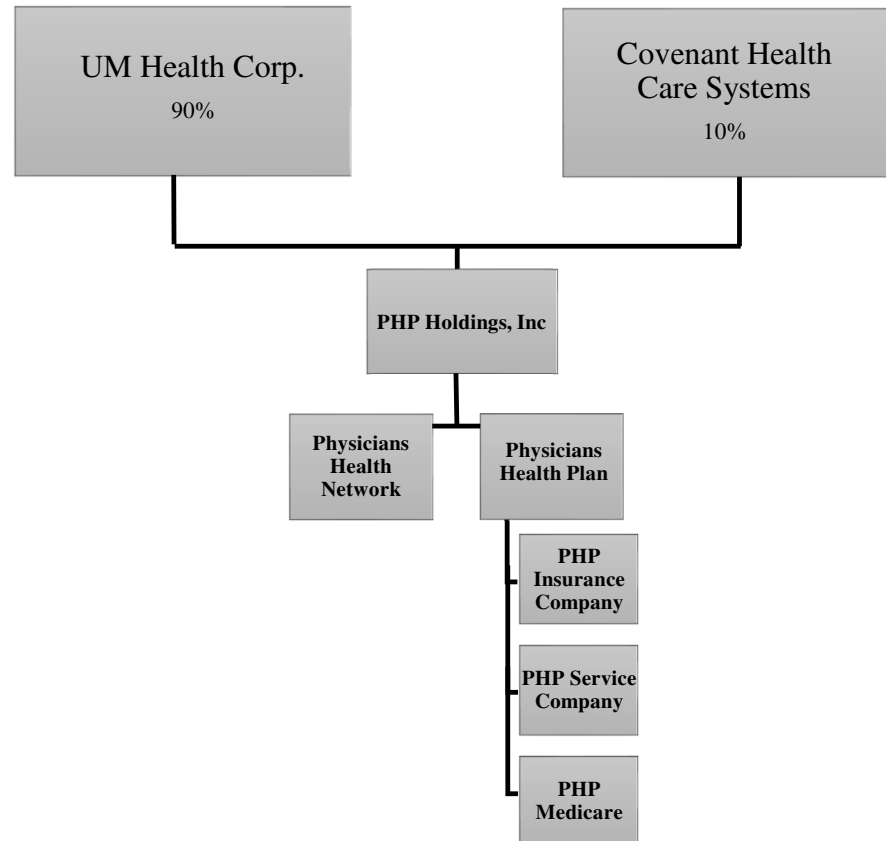 UM Health Corp.
90%
Covenant Health
Care Systems
10%
PHP Holdings, Inc
Physicians
Health
Network
Physicians
Health Plan
PHP
Insurance
Company
PHP Service
Company
PHP
Medicare